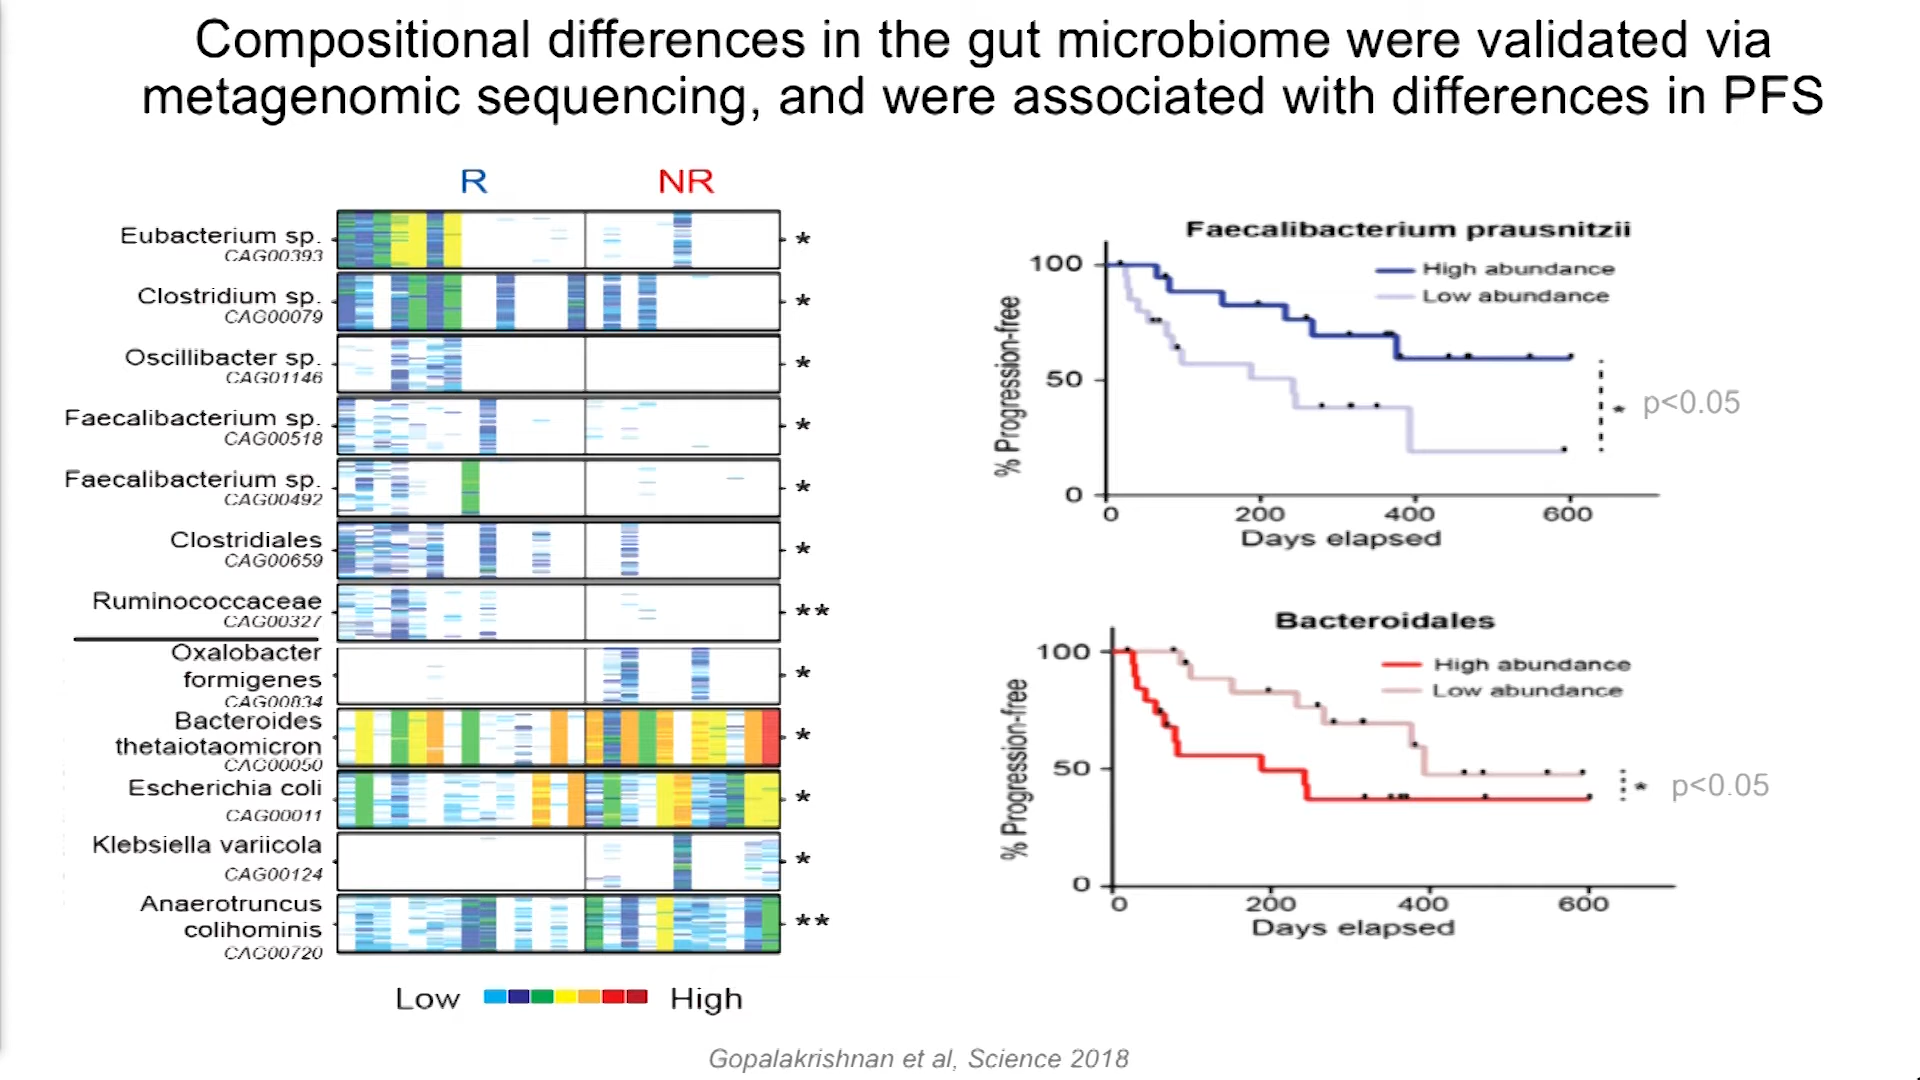 Compositional differences in the gut microbiome were validated via
metagenomic sequencing, and were associated with differences in PFS
R
NR
Eubacterium sp.
CAG00393
*
Clostridium sp.
CAG00079
*
Oscillibacter sp.
CAG01146
*
Faecalibacterium sp.
CAG00518
*
Faecalibacterium sp.
CAG00492
*
Clostridiales
CAG00659
*
Ruminococcaceae
CAG00327
**
Oxalobacter
formigenes
CAG00834
*
Bacteroides
thetaiotaomicron
CAG00050
*
Escherichia coli
CAG00011
*
Klebsiella variicola
CAG00124
*
Anaerotruncus
colihominis
CAG00720
**
Low
High
Faecalibacterium prausnitzii
High abundance
Low abundance
% Progression-free
100
50
0
0 200 400 600
Days elapsed
* p<0.05
Bacteroidales
High abundance
Low abundance
% Progression-free
100
50
0
0 200 400 600
Days elapsed
* p<0.05
Gopalakrishnan et al, Science 2018